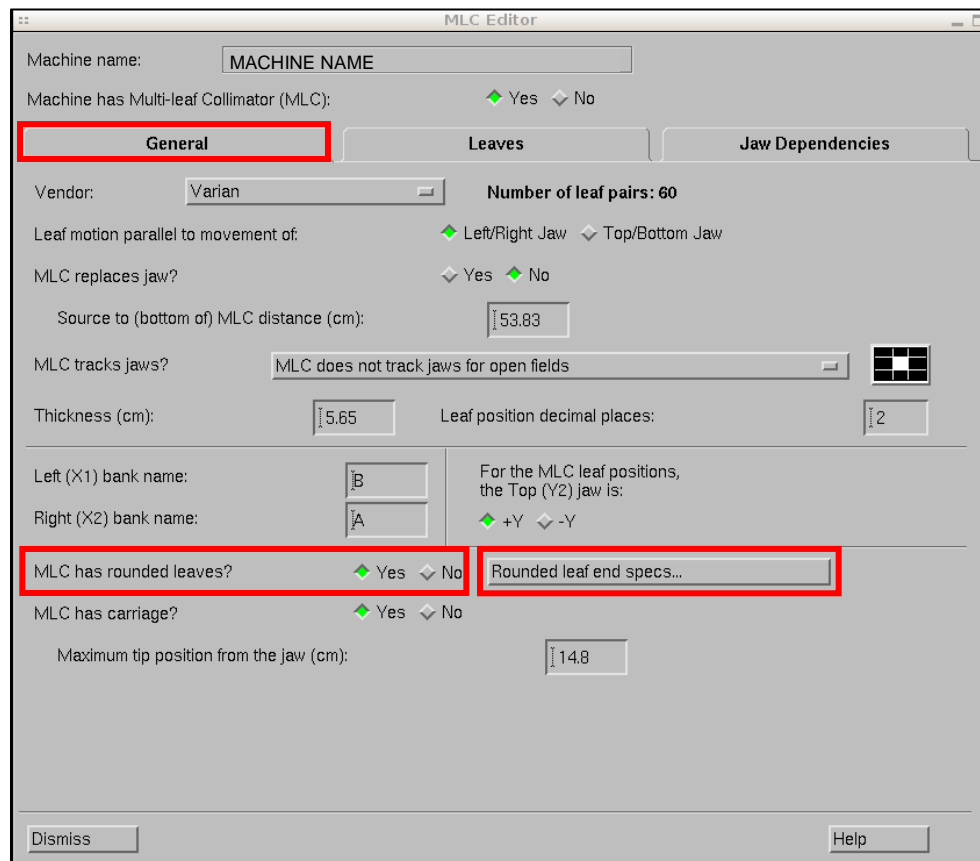 MLC Editor
Machine name: MACHINE NAME
Machine has Multi-leaf Collimator (MLC): Yes No
General Leaves Jaw Dependencies
Vendor: Varian Number of leaf pairs: 60
Leaf motion parallel to movement of: Left/Right Jaw Top/Bottom Jaw
MLC replaces jaw? Yes No
Source to (bottom of) MLC distance (cm): 53.83
MLC tracks jaws? MLC does not track jaws for open fields
Thickness (cm): 5.65 Leaf position decimal places: 2
Left (X1) bank name: B
Right (X2) bank name: A
For the MLC leaf positions,
the Top (Y2) jaw is:
+Y -Y
MLC has rounded leaves? Yes No Rounded leaf end specs...
MLC has carriage? Yes No
Maximum tip position from the jaw (cm): 14.8
Dismiss Help